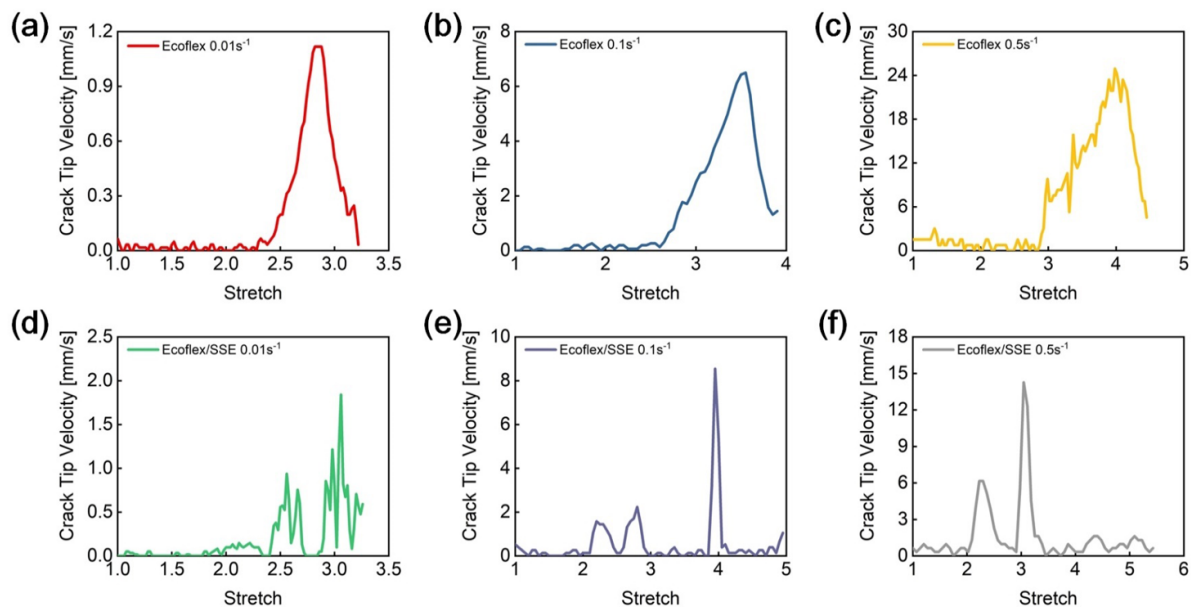 (a)
Crack Tip Velocity [mm/s]
1.2
0.9
0.6
0.3
0.0
Ecoflex 0.01s⁻¹
1.0 1.5 2.0 2.5 3.0 3.5
Stretch
(b)
Crack Tip Velocity [mm/s]
8
6
4
2
0
Ecoflex 0.1s⁻¹
1 2 3 4
Stretch
(c)
Crack Tip Velocity [mm/s]
30
24
18
12
6
0
Ecoflex 0.5s⁻¹
1 2 3 4 5
Stretch
(d)
Crack Tip Velocity [mm/s]
2.5
2.0
1.5
1.0
0.5
0.0
Ecoflex/SSE 0.01s⁻¹
1.0 1.5 2.0 2.5 3.0 3.5
Stretch
(e)
Crack Tip Velocity [mm/s]
10
8
6
4
2
0
Ecoflex/SSE 0.1s⁻¹
1 2 3 4 5
Stretch
(f)
Crack Tip Velocity [mm/s]
18
15
12
9
6
3
0
Ecoflex/SSE 0.5s⁻¹
1 2 3 4 5 6
Stretch